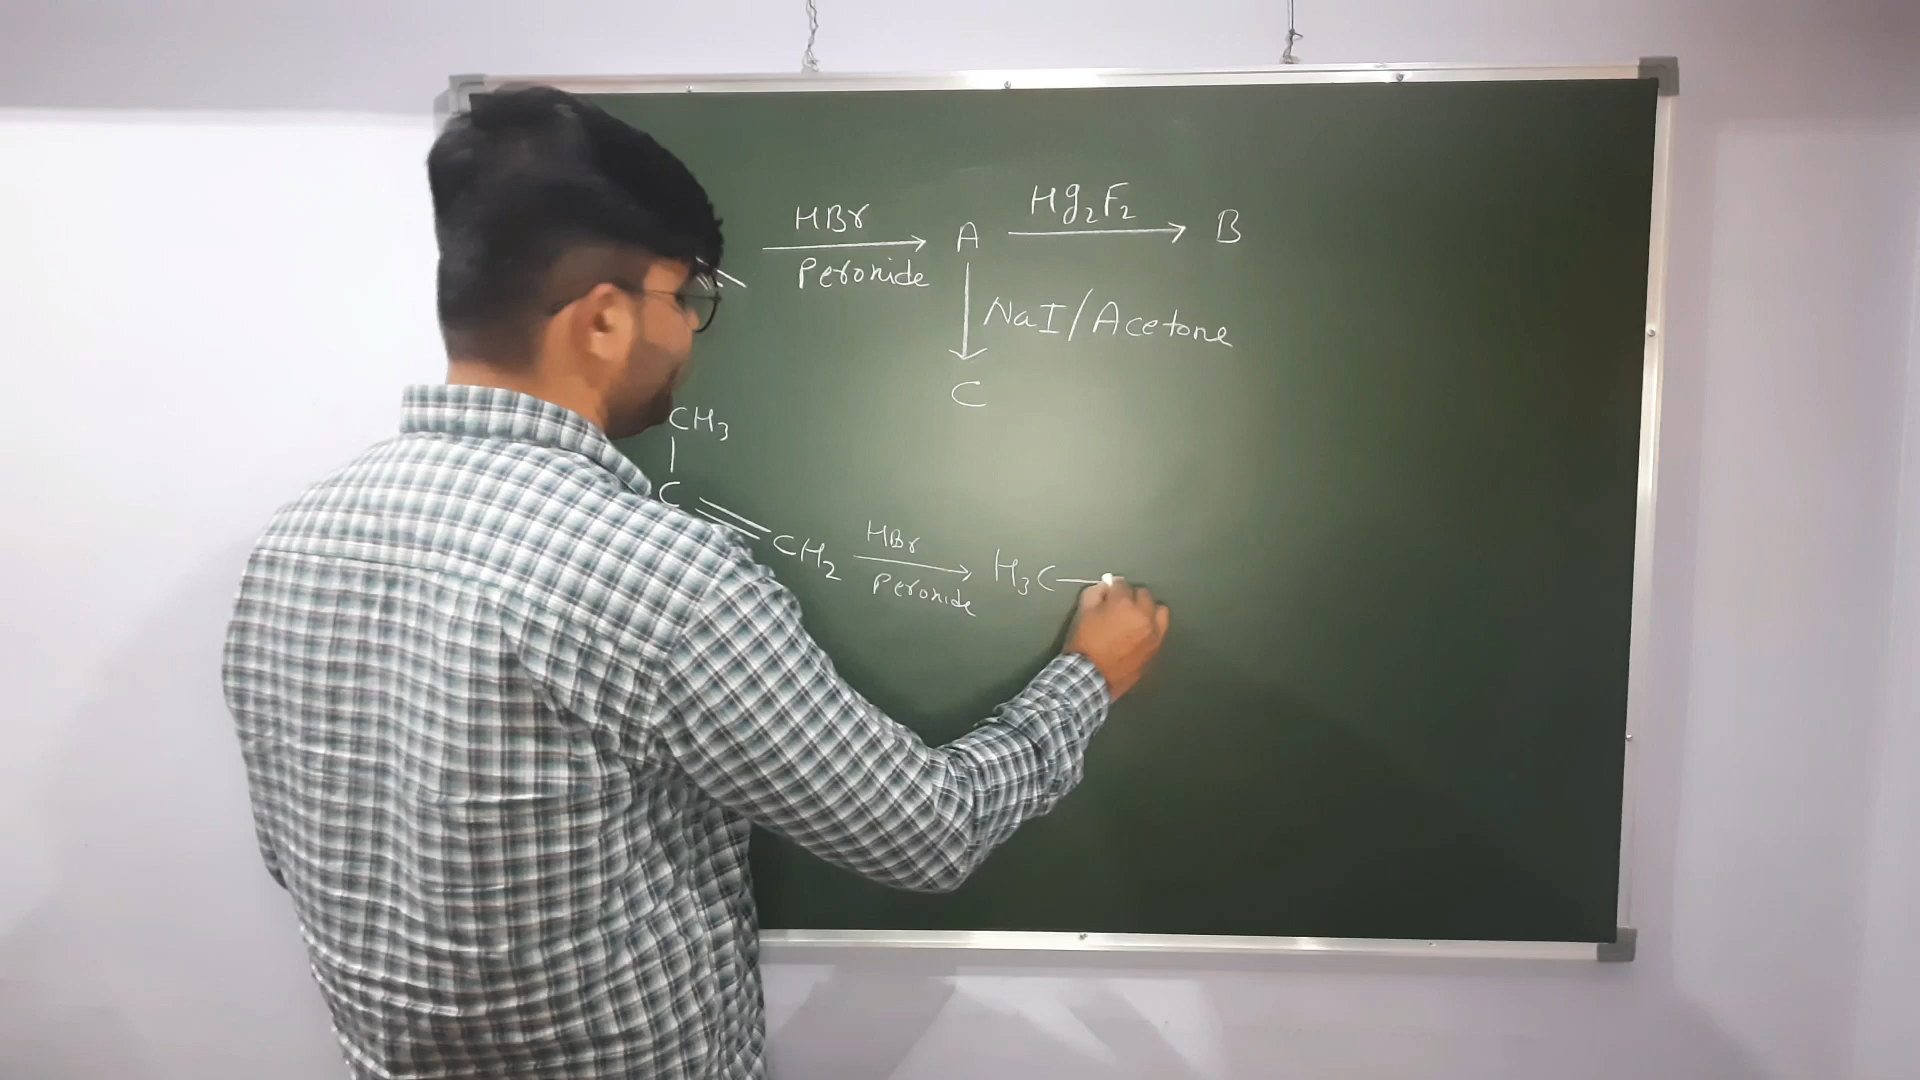 HBr
Peroxide
A
Hg₂F₂
B
NaI/Acetone
C
CH₃
C
CH₂
HBr
Peroxide
H₃C—